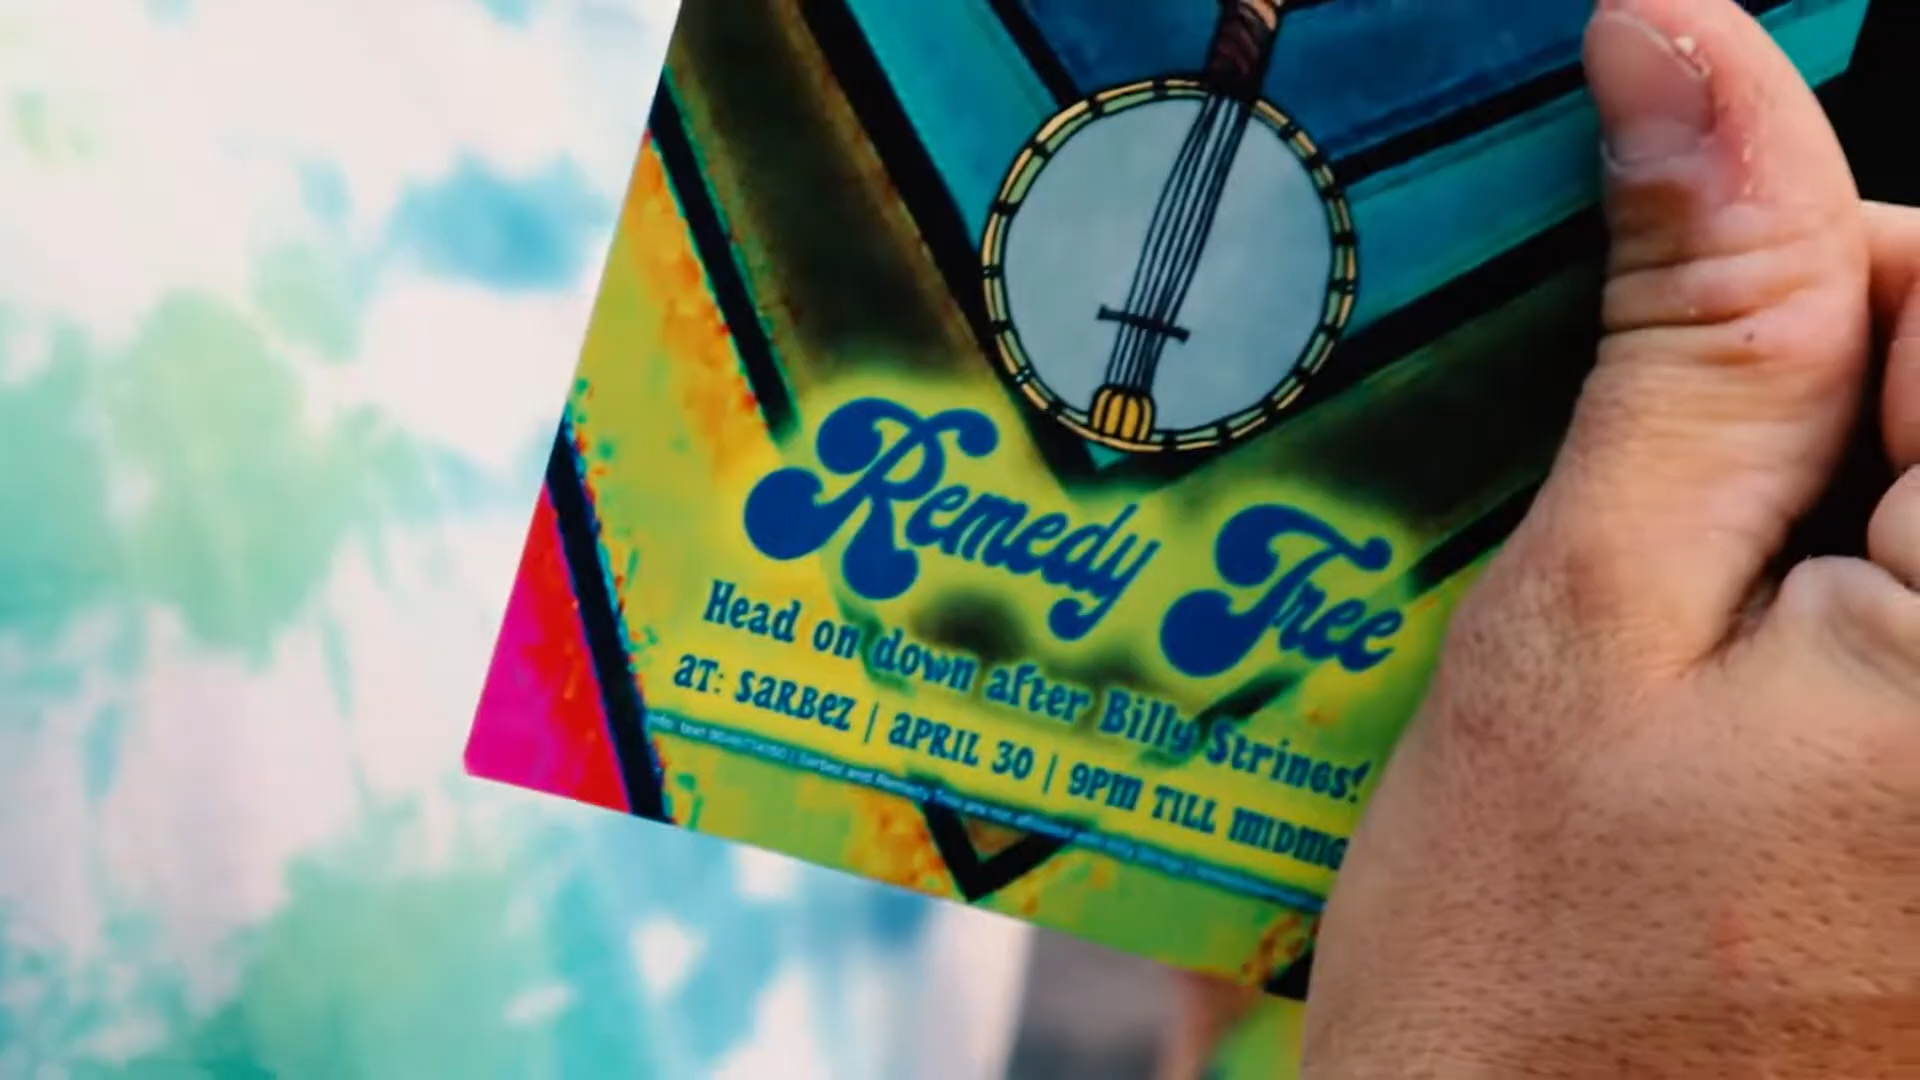 Remedy Tree
Head on down after Billy Strings!
AT: SARBEZ | APRIL 30 | 9PM TILL MIDNIG